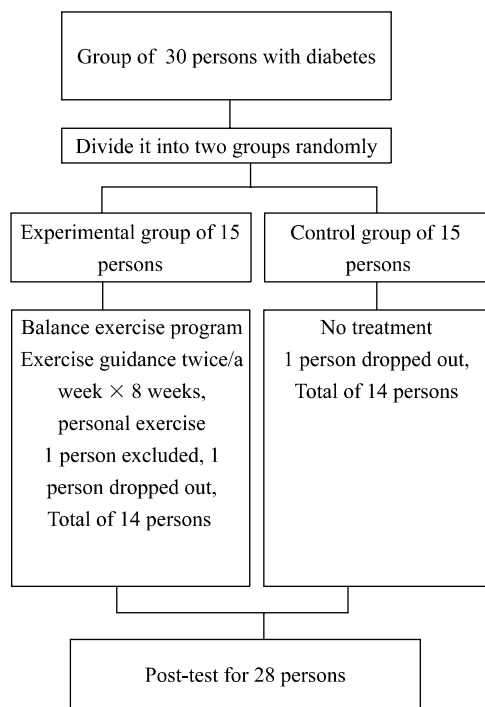 Group of 30 persons with diabetes
Divide it into two groups randomly
Experimental group of 15
persons
Control group of 15
persons
Balance exercise program
Exercise guidance twice/a
week × 8 weeks,
personal exercise
1 person excluded, 1
person dropped out,
Total of 14 persons
No treatment
1 person dropped out,
Total of 14 persons
Post-test for 28 persons